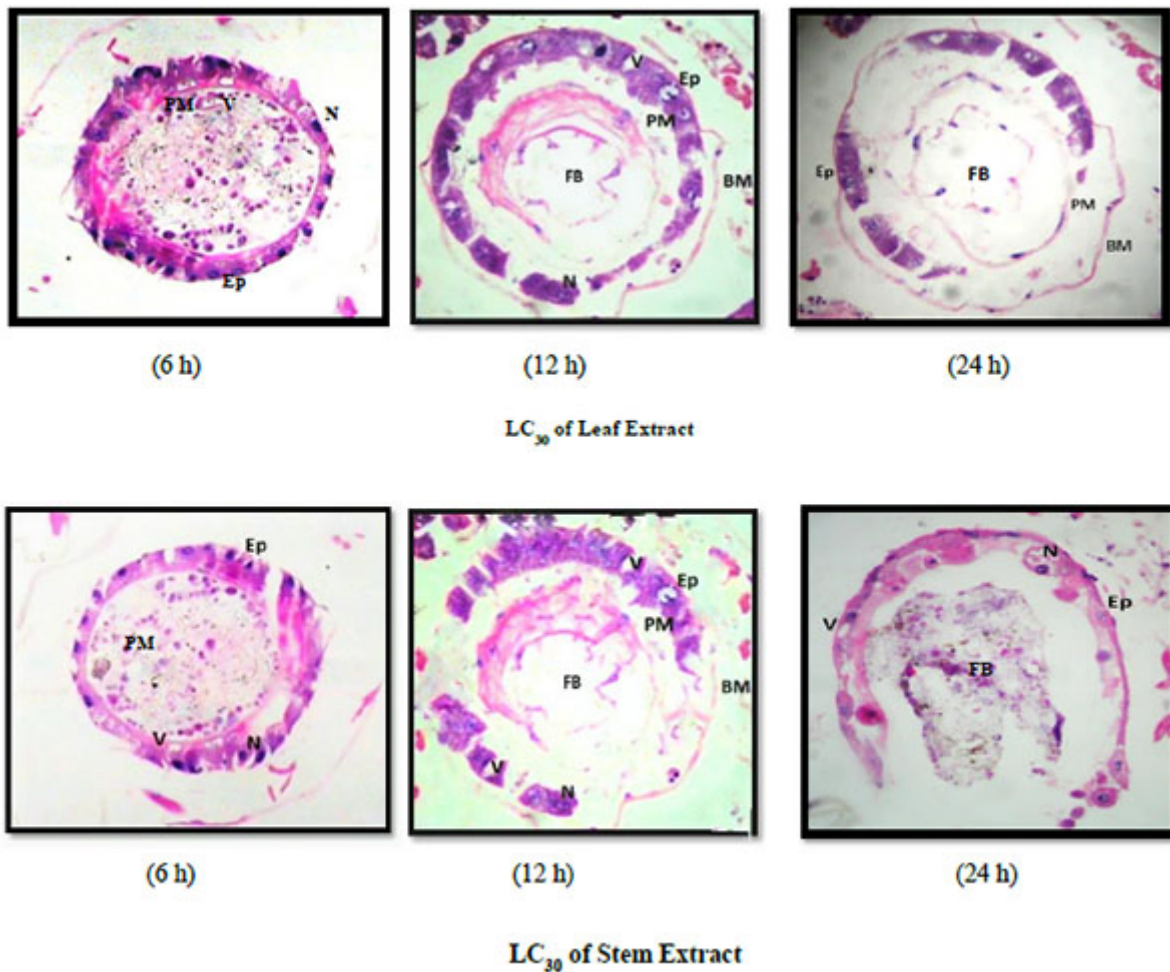 PM V N
Ep
V
Ep
PM
FB
BM
N
Ep
FB
PM
BM
(6 h) (12 h) (24 h)
LC30 of Leaf Extract
Ep
PM
V N
V
Ep
PM
FB
BM
V
N
N
Ep
V
FB
(6 h) (12 h) (24 h)
LC30 of Stem Extract